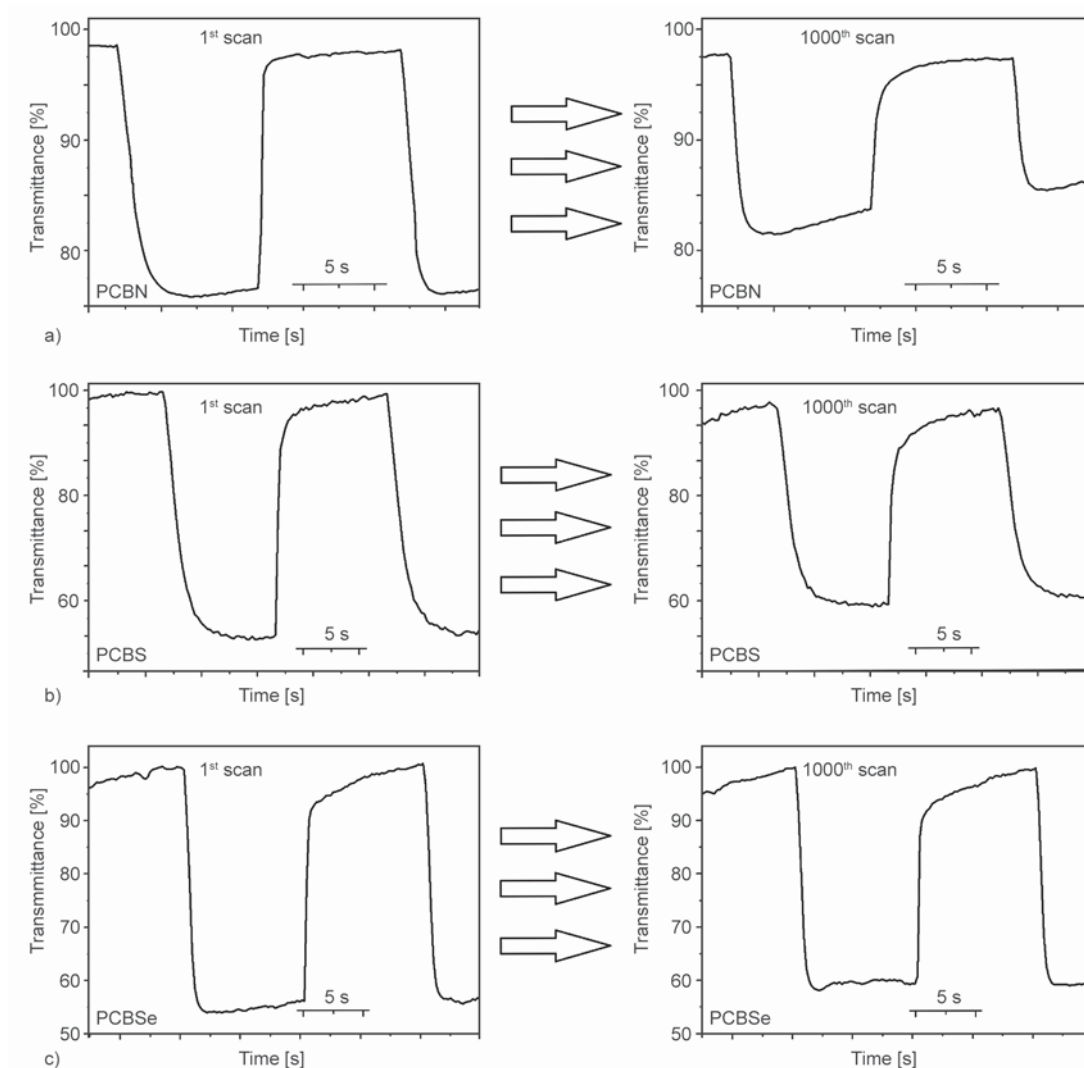 1st scan
100
90
80
Transmittance [%]
5 s
PCBN
a)
Time [s]
1000th scan
100
90
80
Transmittance [%]
5 s
PCBN
Time [s]
1st scan
100
80
60
Transmittance [%]
5 s
PCBS
b)
Time [s]
1000th scan
100
80
60
Transmittance [%]
5 s
PCBS
Time [s]
1st scan
100
90
80
70
60
50
Transmmittance [%]
5 s
PCBSe
c)
Time [s]
1000th scan
100
90
80
70
60
50
Transmittance [%]
5 s
PCBSe
Time [s]